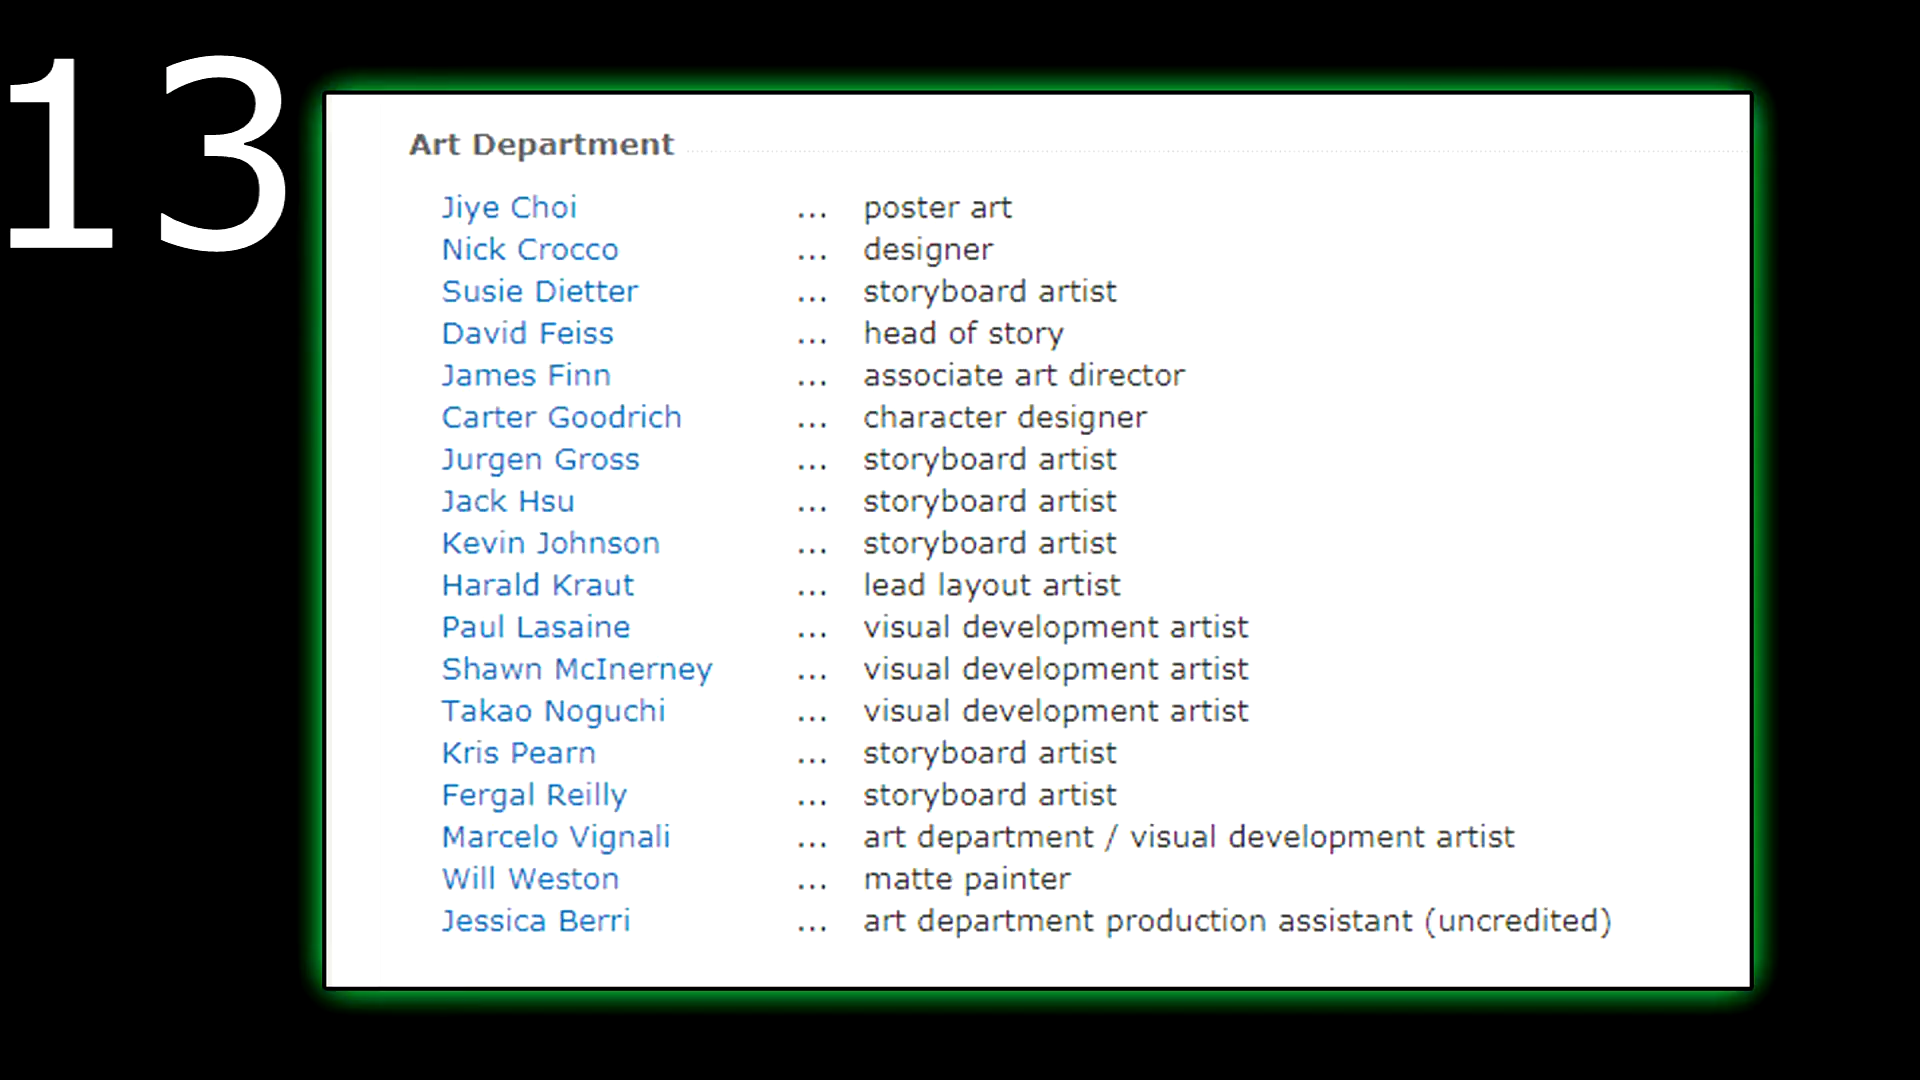 13
Art Department
Jiye Choi ... poster art
Nick Crocco ... designer
Susie Dietter ... storyboard artist
David Feiss ... head of story
James Finn ... associate art director
Carter Goodrich ... character designer
Jurgen Gross ... storyboard artist
Jack Hsu ... storyboard artist
Kevin Johnson ... storyboard artist
Harald Kraut ... lead layout artist
Paul Lasaine ... visual development artist
Shawn McInerney ... visual development artist
Takao Noguchi ... visual development artist
Kris Pearn ... storyboard artist
Fergal Reilly ... storyboard artist
Marcelo Vignali ... art department / visual development artist
Will Weston ... matte painter
Jessica Berri ... art department production assistant (uncredited)